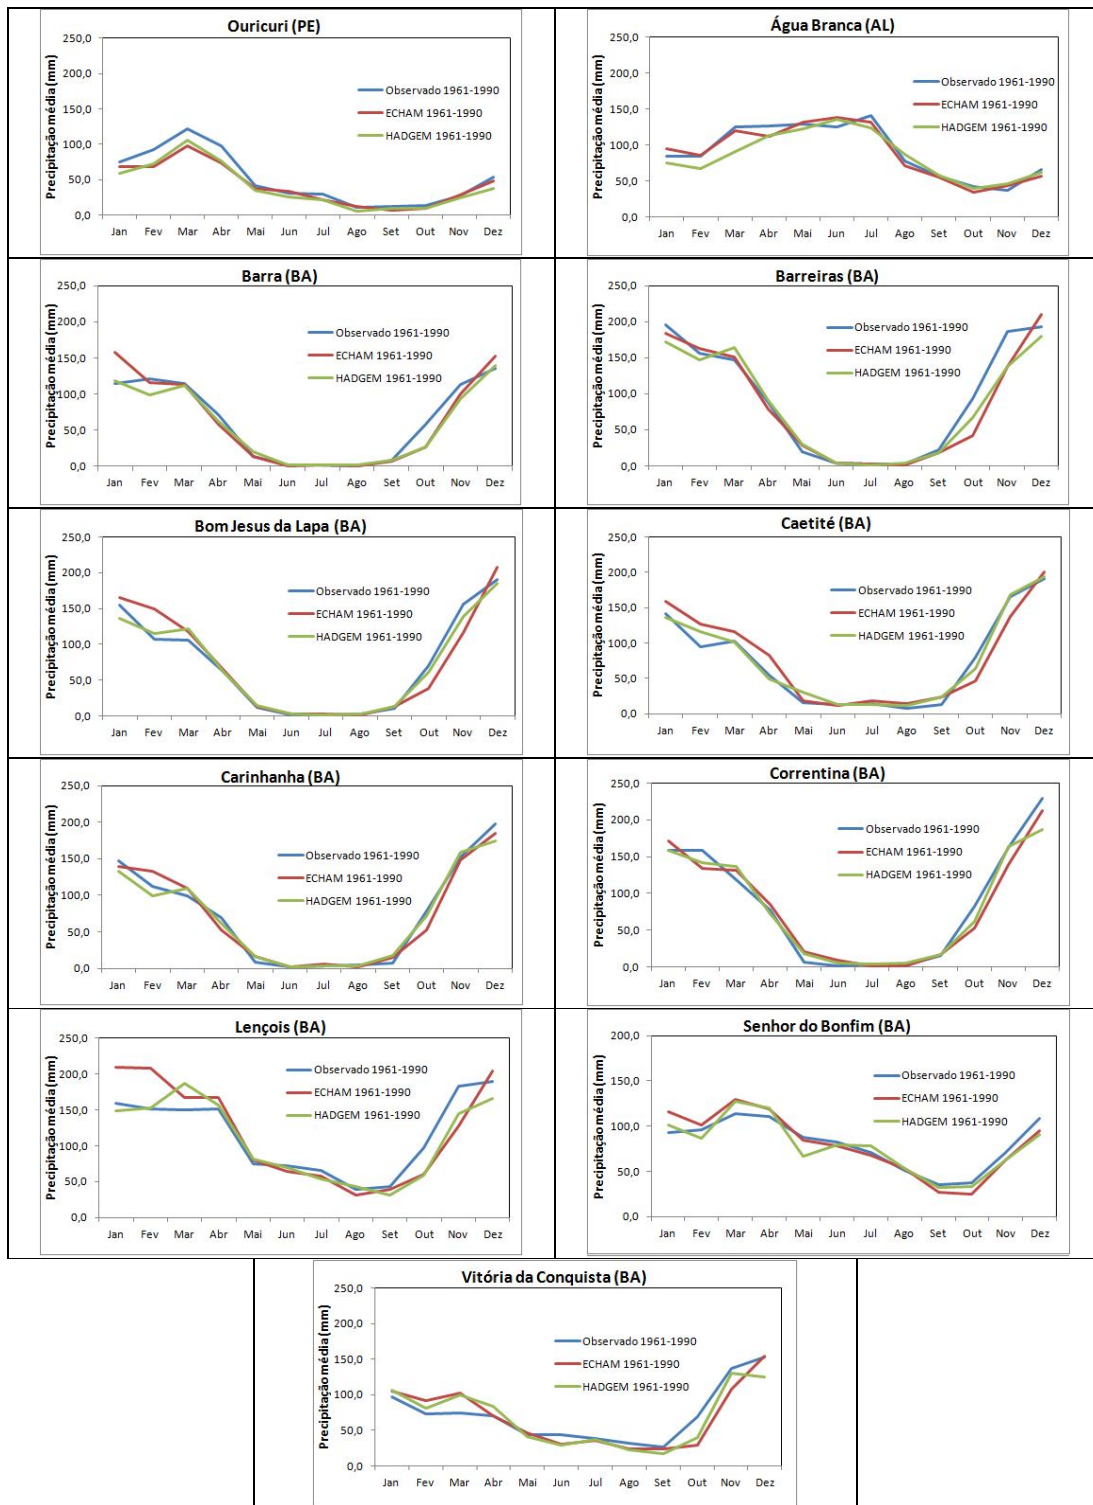 Ouricuri (PE)
Precipitação média (mm)
250,0
200,0
150,0
100,0
50,0
0,0
Observado 1961-1990
ECHAM 1961-1990
HADGEM 1961-1990
Jan Fev Mar Abr Mai Jun Jul Ago Set Out Nov Dez
Água Branca (AL)
Precipitação média (mm)
250,0
200,0
150,0
100,0
50,0
0,0
Observado 1961-1990
ECHAM 1961-1990
HADGEM 1961-1990
Jan Fev Mar Abr Mai Jun Jul Ago Set Out Nov Dez
Barra (BA)
Precipitação média (mm)
250,0
200,0
150,0
100,0
50,0
0,0
Observado 1961-1990
ECHAM 1961-1990
HADGEM 1961-1990
Jan Fev Mar Abr Mai Jun Jul Ago Set Out Nov Dez
Barreiras (BA)
Precipitação média (mm)
250,0
200,0
150,0
100,0
50,0
0,0
Observado 1961-1990
ECHAM 1961-1990
HADGEM 1961-1990
Jan Fev Mar Abr Mai Jun Jul Ago Set Out Nov Dez
Bom Jesus da Lapa (BA)
Precipitação média (mm)
250,0
200,0
150,0
100,0
50,0
0,0
Observado 1961-1990
ECHAM 1961-1990
HADGEM 1961-1990
Jan Fev Mar Abr Mai Jun Jul Ago Set Out Nov Dez
Caetité (BA)
Precipitação média (mm)
250,0
200,0
150,0
100,0
50,0
0,0
Observado 1961-1990
ECHAM 1961-1990
HADGEM 1961-1990
Jan Fev Mar Abr Mai Jun Jul Ago Set Out Nov Dez
Carinhanha (BA)
Precipitação média (mm)
250,0
200,0
150,0
100,0
50,0
0,0
Observado 1961-1990
ECHAM 1961-1990
HADGEM 1961-1990
Jan Fev Mar Abr Mai Jun Jul Ago Set Out Nov Dez
Correntina (BA)
Precipitação média (mm)
250,0
200,0
150,0
100,0
50,0
0,0
Observado 1961-1990
ECHAM 1961-1990
HADGEM 1961-1990
Jan Fev Mar Abr Mai Jun Jul Ago Set Out Nov Dez
Lençois (BA)
Precipitação média (mm)
250,0
200,0
150,0
100,0
50,0
0,0
Observado 1961-1990
ECHAM 1961-1990
HADGEM 1961-1990
Jan Fev Mar Abr Mai Jun Jul Ago Set Out Nov Dez
Senhor do Bonfim (BA)
Precipitação média (mm)
200,0
150,0
100,0
50,0
0,0
Observado 1961-1990
ECHAM 1961-1990
HADGEM 1961-1990
Jan Fev Mar Abr Mai Jun Jul Ago Set Out Nov Dez
Vitória da Conquista (BA)
Precipitação média (mm)
250,0
200,0
150,0
100,0
50,0
0,0
Observado 1961-1990
ECHAM 1961-1990
HADGEM 1961-1990
Jan Fev Mar Abr Mai Jun Jul Ago Set Out Nov Dez